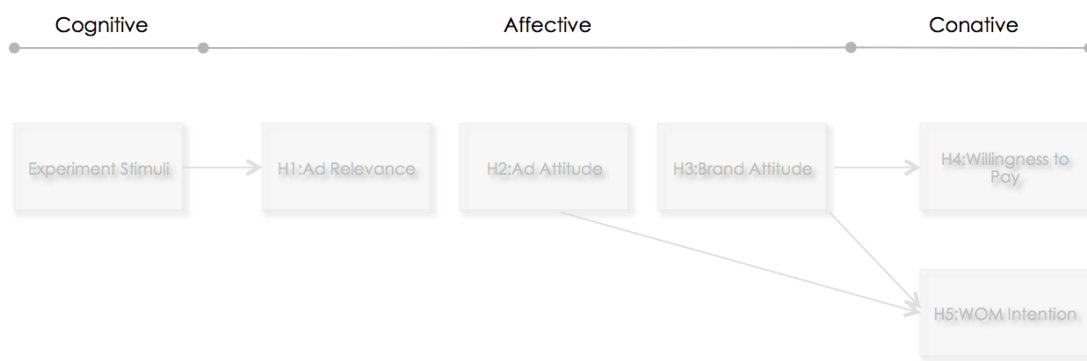 Cognitive
Affective
Conative
Experiment Stimuli
H1:Ad Relevance
H2:Ad Attitude
H3:Brand Attitude
H4:Willingness to
Pay
H5:WOM Intention